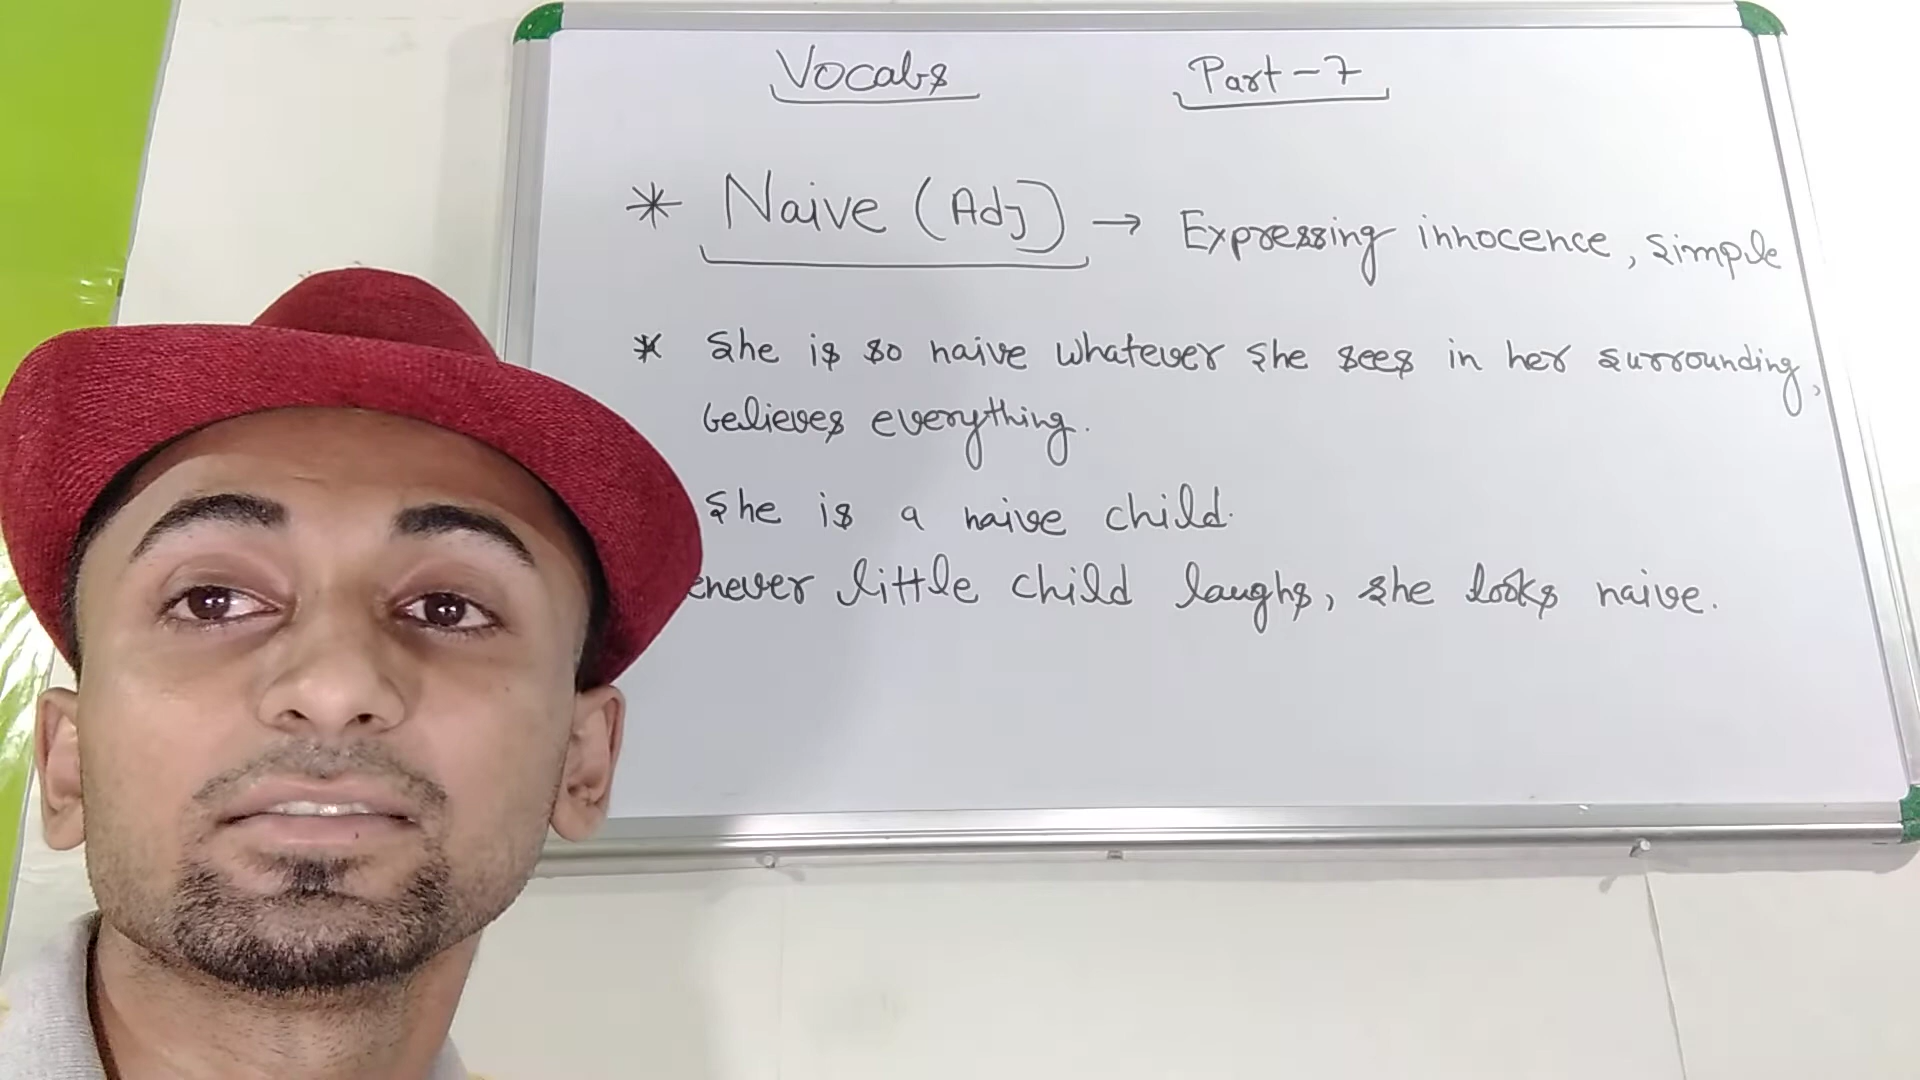 Vocabs Part-7
* Naive (Adj) → Expressing innocence, simple
* She is so naive whatever she sees in her surrounding,
believes everything.
She is a naive child.
enever little child laughs, she looks naive.